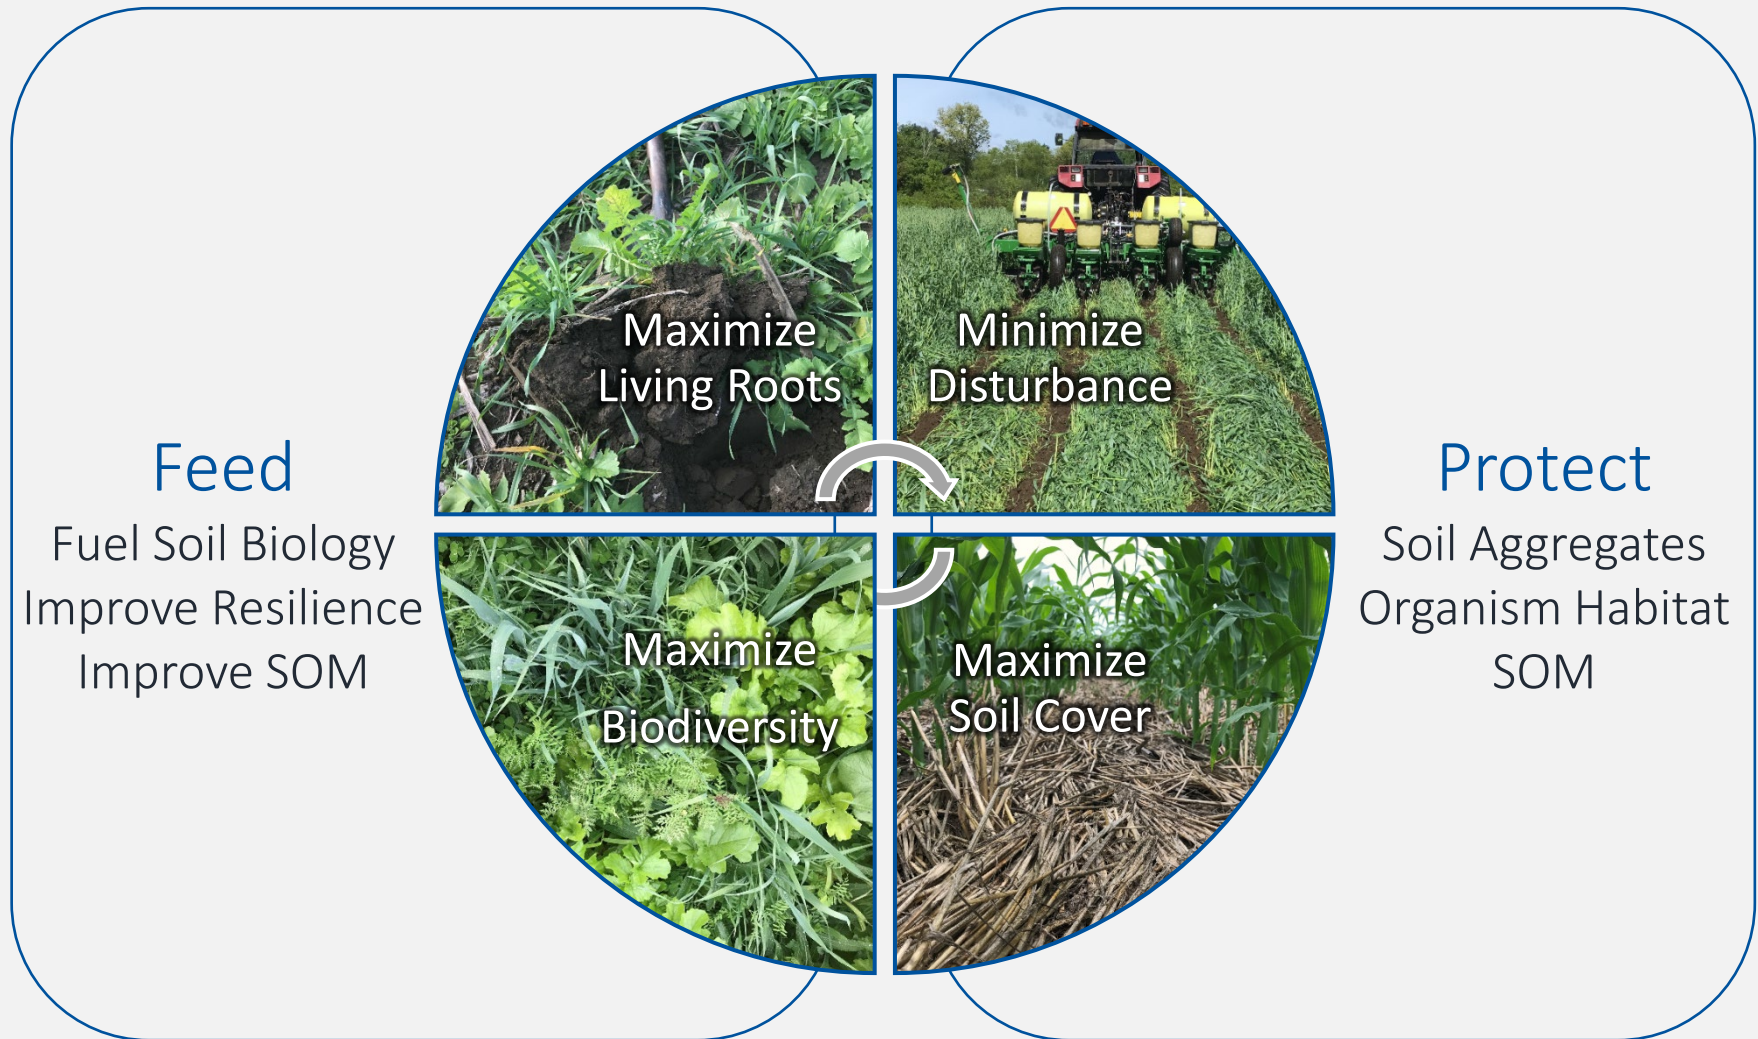 Feed
Fuel Soil Biology
Improve Resilience
Improve SOM
Maximize
Living Roots
Minimize
Disturbance
Maximize
Biodiversity
Maximize
Soil Cover
Protect
Soil Aggregates
Organism Habitat
SOM